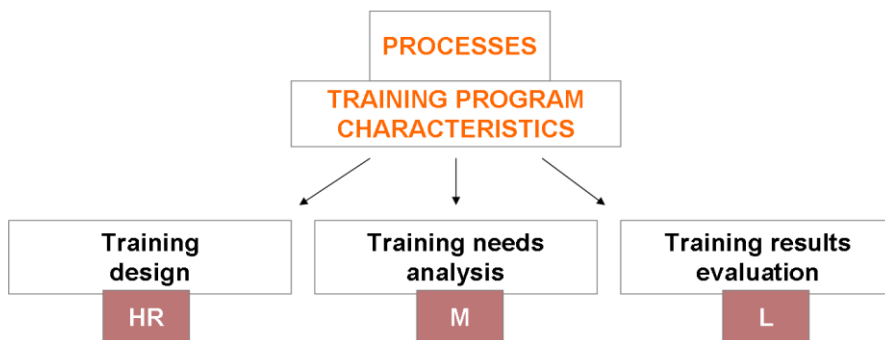 PROCESSES
TRAINING PROGRAM
CHARACTERISTICS
Training
design
HR
Training needs
analysis
M
Training results
evaluation
L